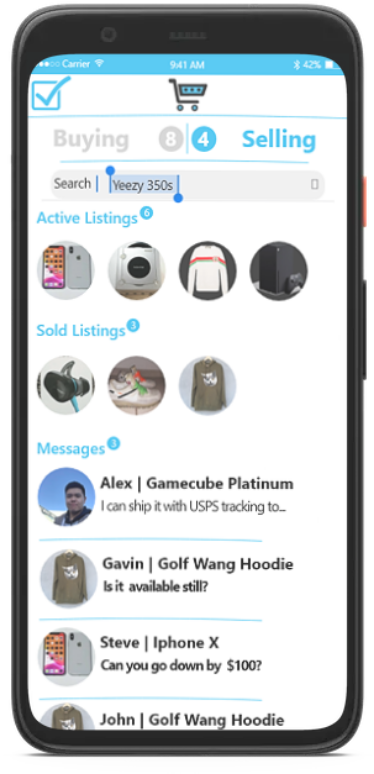 Carrier 9:41 AM 42%
Buying 8 4 Selling
Search Yeezy 350s
Active Listings 6
Sold Listings 3
Messages 3
Alex | Gamecube Platinum
I can ship it with USPS tracking to...
Gavin | Golf Wang Hoodie
Is it available still?
Steve | Iphone X
Can you go down by $100?
John | Golf Wang Hoodie